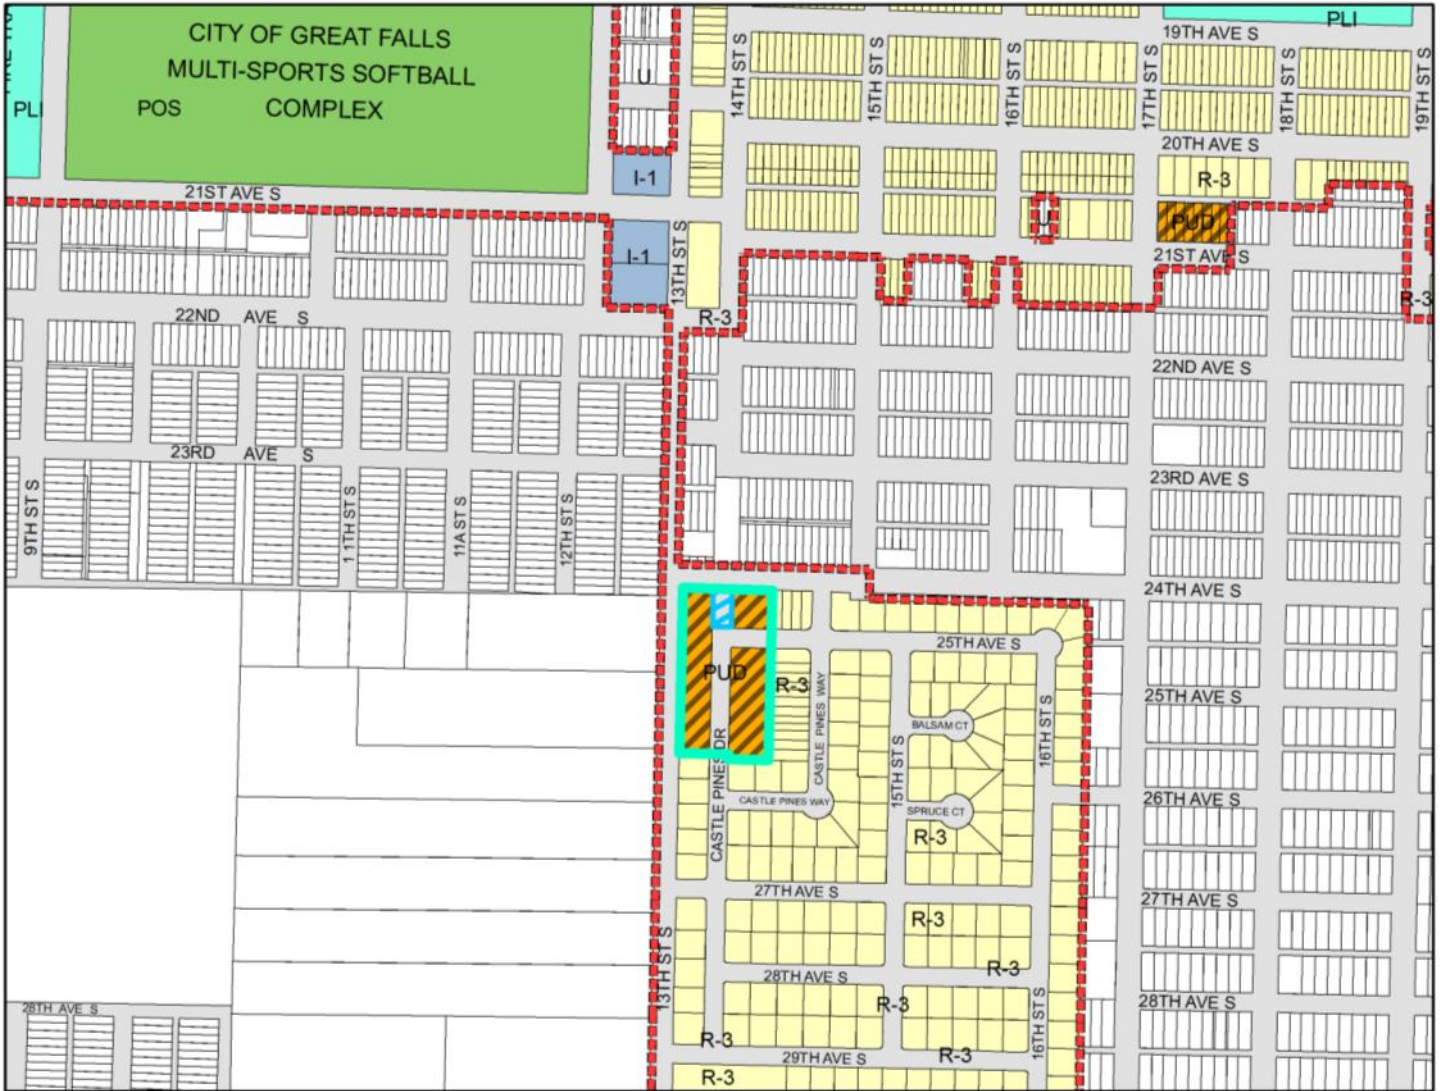 PLI
19TH AVE S
CITY OF GREAT FALLS
MULTI-SPORTS SOFTBALL
POS COMPLEX
PLI
U
14TH ST S
15TH ST S
16TH ST S
17TH ST S
18TH ST S
19TH ST S
20TH AVE S
I-1
R-3
21ST AVE S
U
PUD
I-1
13TH ST S
21ST AVE S
R-3
22ND AVE S
R-3
22ND AVE S
23RD AVE S
23RD AVE S
9TH ST S
11TH ST S
11A ST S
12TH ST S
24TH AVE S
25TH AVE S
PUD
R-3
CASTLE PINES WAY
BALSAM CT
16TH ST S
25TH AVE S
CASTLE PINES DR
15TH ST S
CASTLE PINES WAY
SPRUCE CT
26TH AVE S
R-3
27TH AVE S
27TH AVE S
R-3
13TH ST S
28TH AVE S
R-3
R-3
28TH AVE S
28TH AVE S
16TH ST S
R-3
29TH AVE S
R-3
R-3